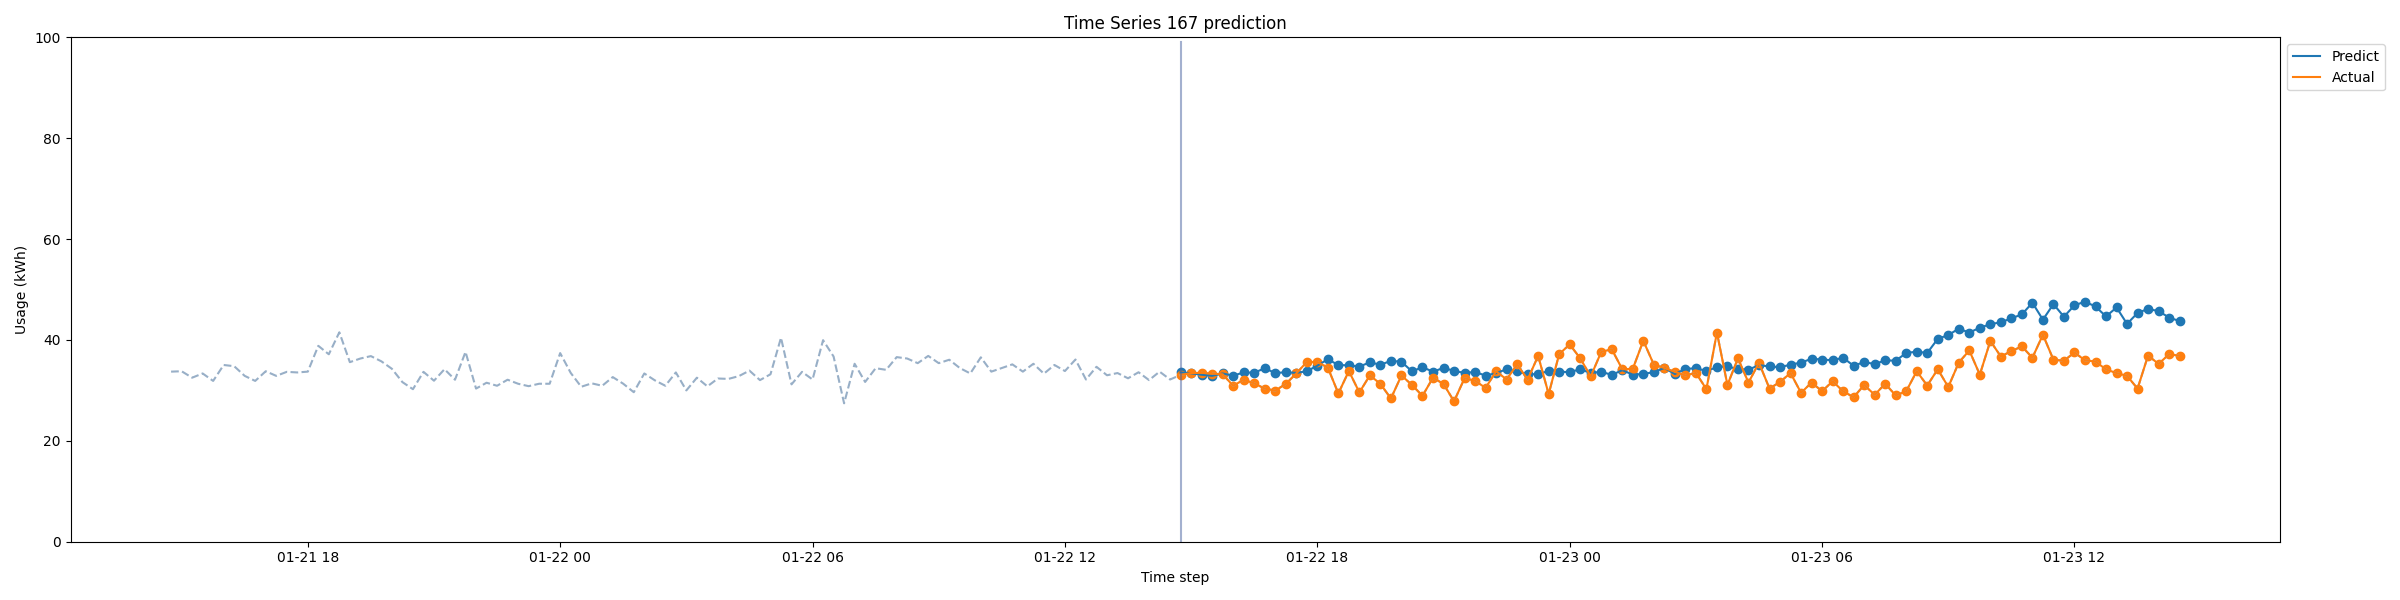 Time Series 167 prediction
100
80
60
40
20
0
Usage (kWh)
01-21 18
01-22 00
01-22 06
01-22 12
01-22 18
01-23 00
01-23 06
01-23 12
Time step
Predict
Actual